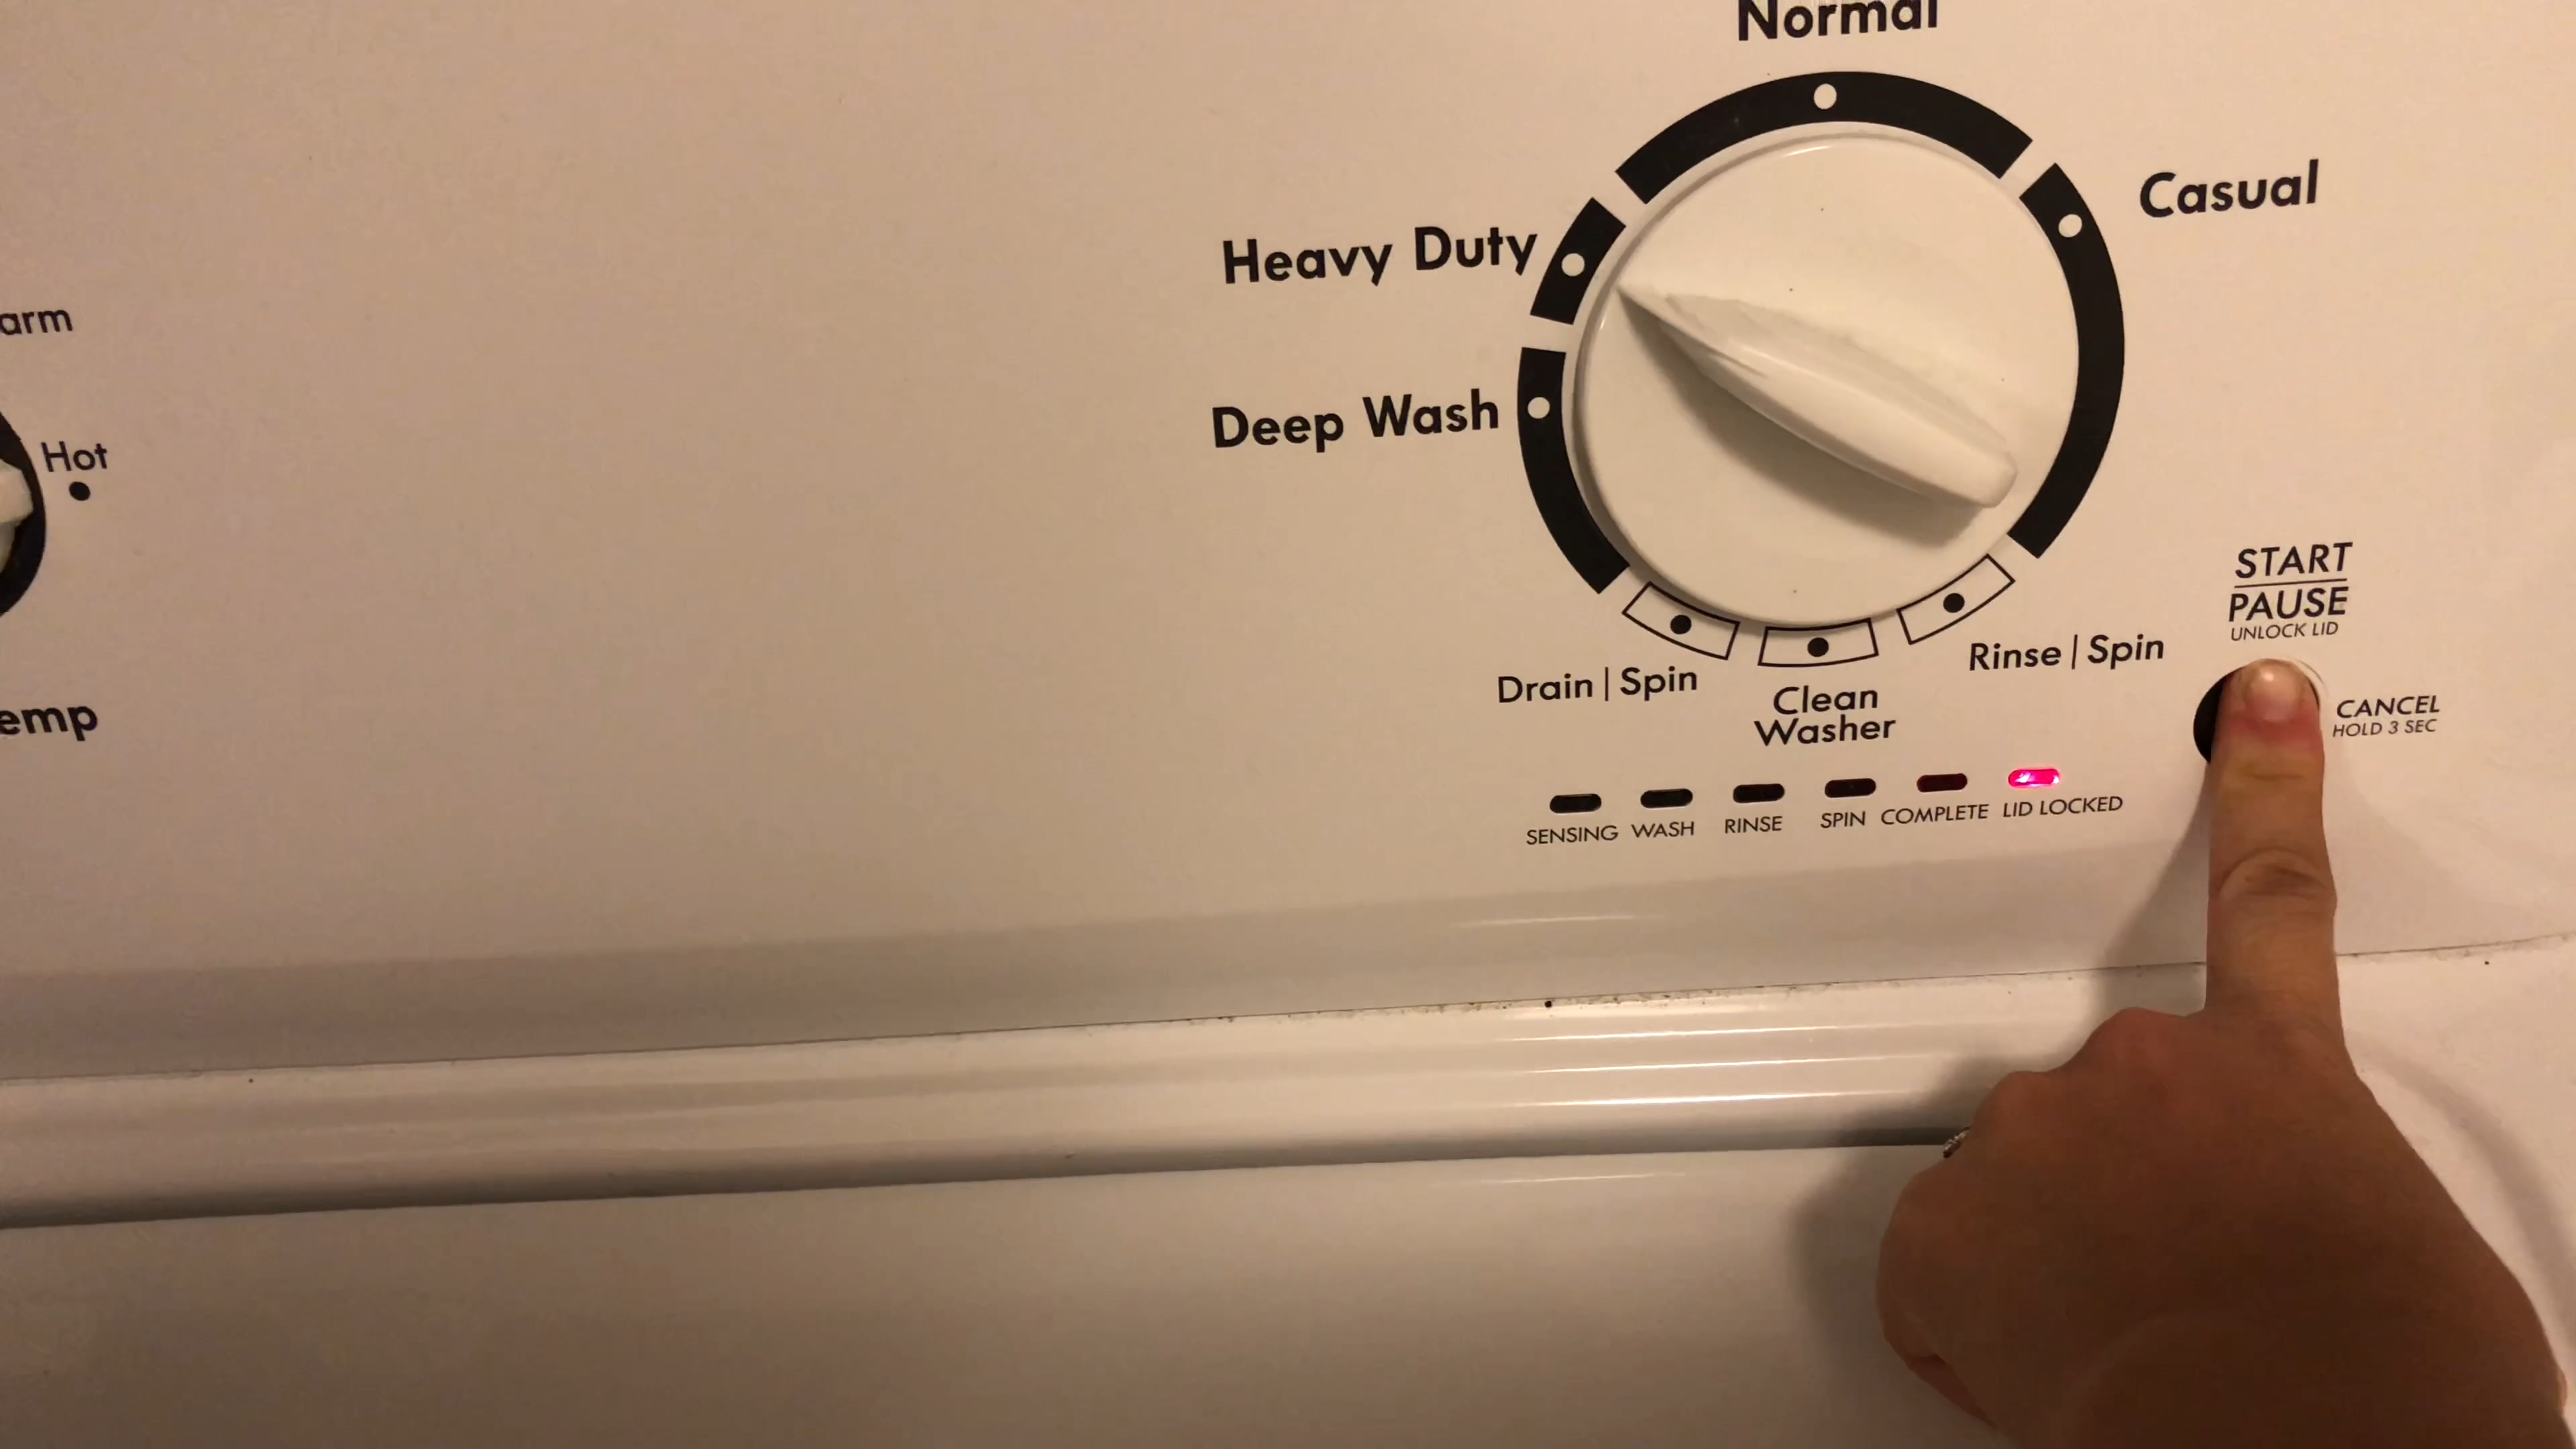 Normal
Casual
Heavy Duty
arm
Deep Wash
Hot
START
PAUSE
UNLOCK LID
Rinse | Spin
Drain | Spin
Clean
Washer
emp
CANCEL
HOLD 3 SEC
SENSING WASH RINSE SPIN COMPLETE LID LOCKED